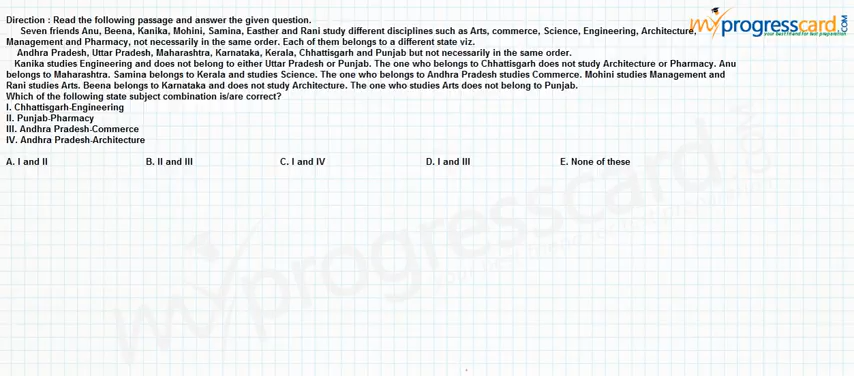 Direction : Read the following passage and answer the given question.
Seven friends Anu, Beena, Kanika, Mohini, Samina, Easther and Rani study different disciplines such as Arts, commerce, Science, Engineering, Architecture,
Management and Pharmacy, not necessarily in the same order. Each of them belongs to a different state viz.
Andhra Pradesh, Uttar Pradesh, Maharashtra, Karnataka, Kerala, Chhattisgarh and Punjab but not necessarily in the same order.
Kanika studies Engineering and does not belong to either Uttar Pradesh or Punjab. The one who belongs to Chhattisgarh does not study Architecture or Pharmacy. Anu
belongs to Maharashtra. Samina belongs to Kerala and studies Science. The one who belongs to Andhra Pradesh studies Commerce. Mohini studies Management and
Rani studies Arts. Beena belongs to Karnataka and does not study Architecture. The one who studies Arts does not belong to Punjab.
Which of the following state subject combination is/are correct?
I. Chhattisgarh-Engineering
II. Punjab-Pharmacy
III. Andhra Pradesh-Commerce
IV. Andhra Pradesh-Architecture
A. I and II B. II and III C. I and IV D. I and III E. None of these
myprogresscard.COM
your best friend for test preparation
myprogresscard.com